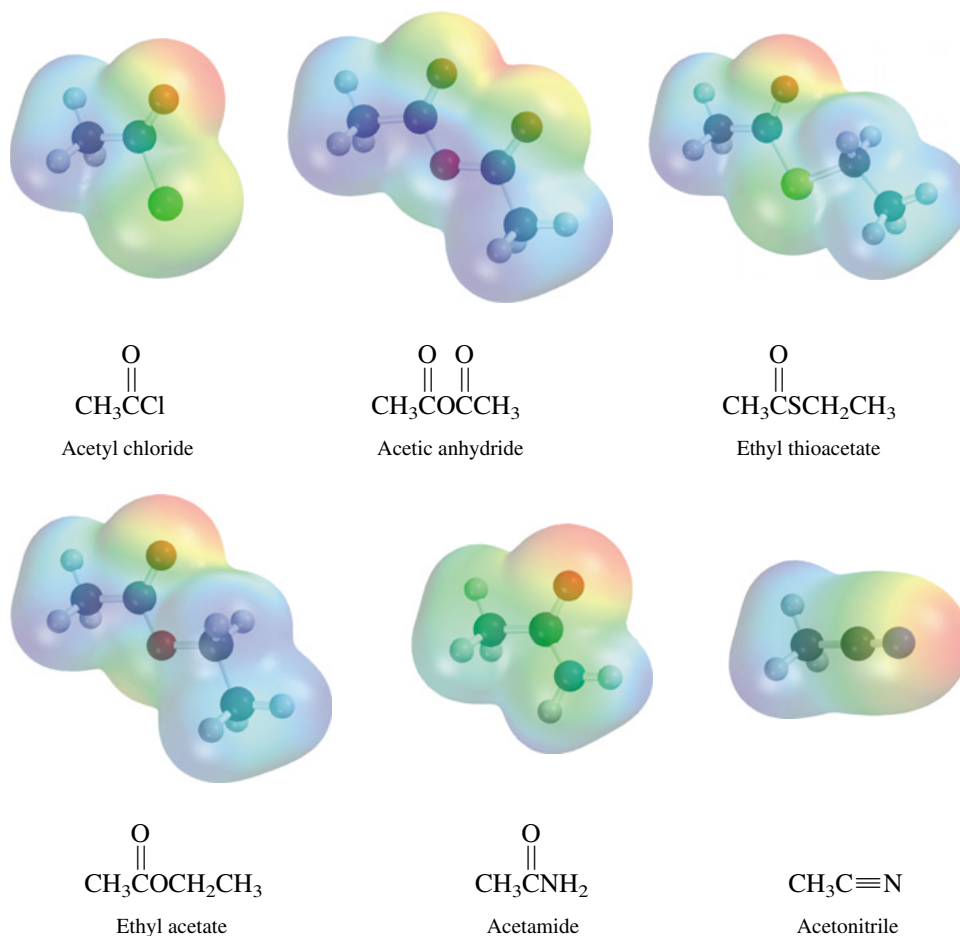 O
CH₃CCl
Acetyl chloride
O O
CH₃COCCH₃
Acetic anhydride
O
CH₃CSCH₂CH₃
Ethyl thioacetate
O
CH₃COCH₂CH₃
Ethyl acetate
O
CH₃CNH₂
Acetamide
CH₃C≡N
Acetonitrile